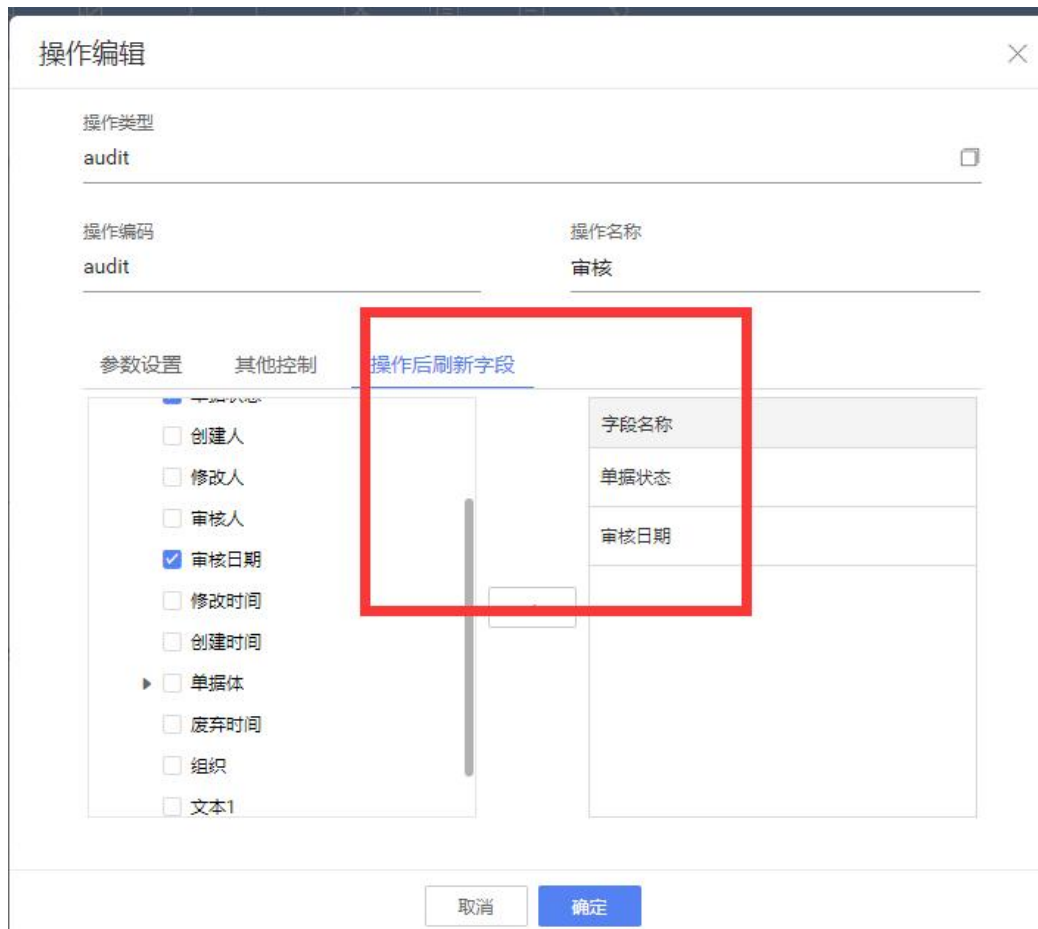 操作编辑
操作类型
audit
操作编码
操作名称
audit
审核
参数设置 其他控制 操作后刷新字段
单据状态
字段名称
创建人
修改人
单据状态
审核人
审核日期
审核日期
修改时间
创建时间
单据体
废弃时间
组织
文本1
取消 确定